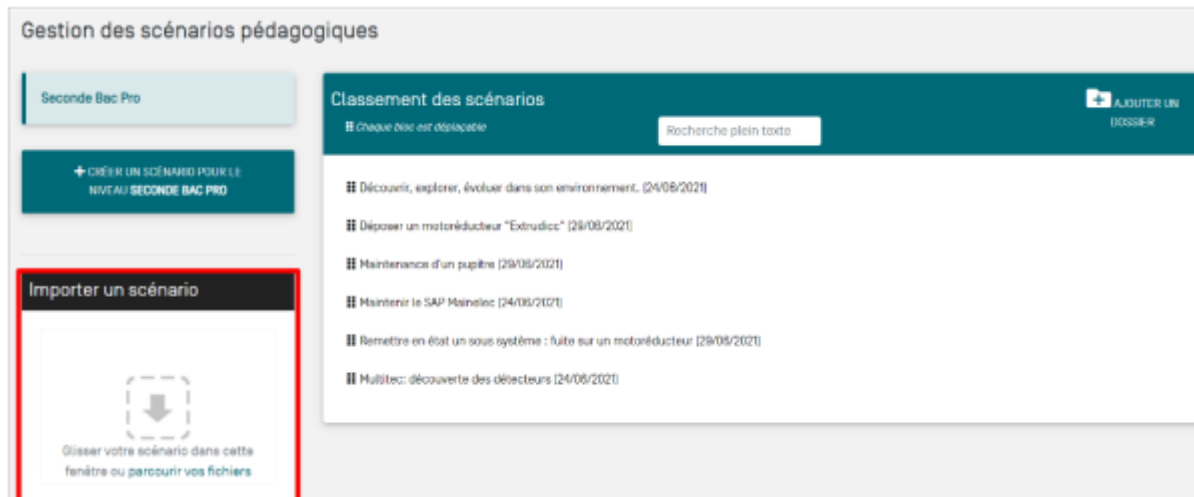 Gestion des scénarios pédagogiques
Seconde Bac Pro
+ CRÉER UN SCÉNARIO POUR LE
NIVEAU SECONDE BAC PRO
Importer un scénario
Glisser votre scénario dans cette
fenêtre ou parcourir vos fichiers
Classement des scénarios
Chaque bloc est déplaçable
Recherche plein texte
AJOUTER UN
DOSSIER
Découvrir, explorer, évoluer dans son environnement. (24/06/2021)
Déposer un motoréducteur "Extrudicc" (29/06/2021)
Maintenance d'un pupitre (29/06/2021)
Maintenir le SAP Mainelec (24/06/2021)
Remettre en état un sous système : fuite sur un motoréducteur (29/06/2021)
Multitec: découverte des détecteurs (24/06/2021)